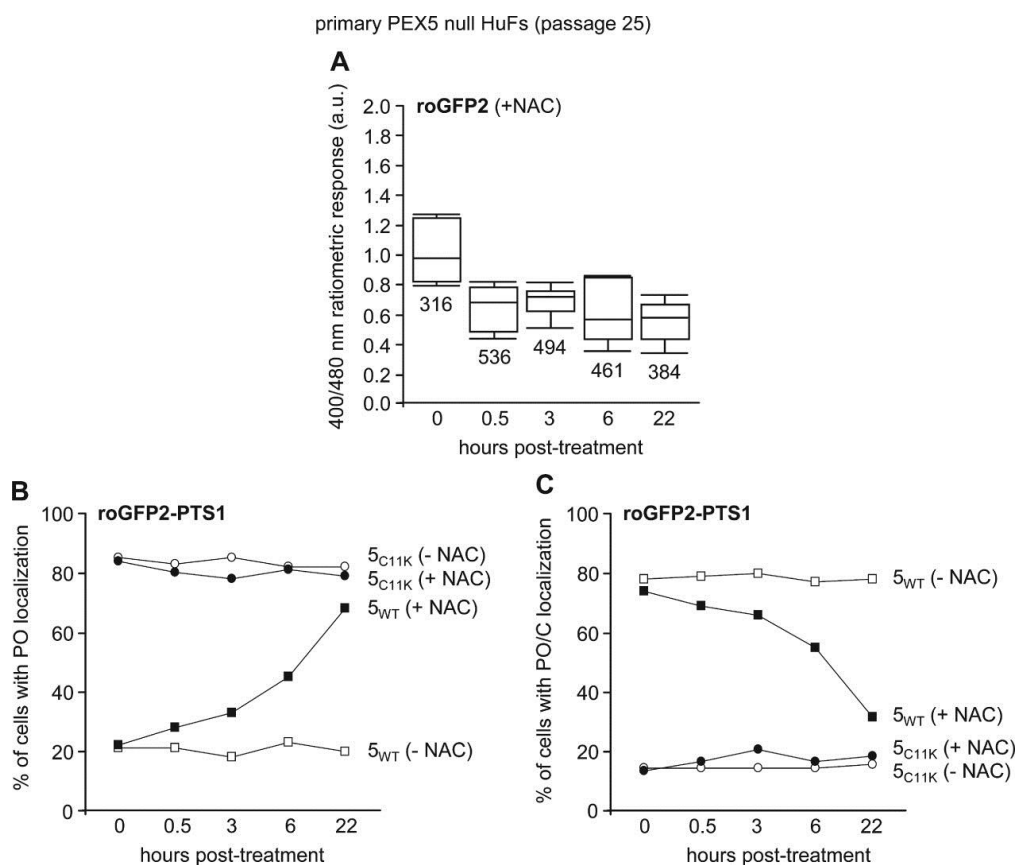 primary PEX5 null HuFs (passage 25)
A
roGFP2 (+NAC)
400/480 nm ratiometric response (a.u.)
2.0
1.8
1.6
1.4
1.2
1.0
0.8
0.6
0.4
0.2
0.0
316
536
494
461
384
0 0.5 3 6 22
hours post-treatment
B
roGFP2-PTS1
% of cells with PO localization
100
80
60
40
20
0
5C11K (- NAC)
5C11K (+ NAC)
5WT (+ NAC)
5WT (- NAC)
0 0.5 3 6 22
hours post-treatment
C
roGFP2-PTS1
% of cells with PO/C localization
100
80
60
40
20
0
5WT (- NAC)
5WT (+ NAC)
5C11K (+ NAC)
5C11K (- NAC)
0 0.5 3 6 22
hours post-treatment